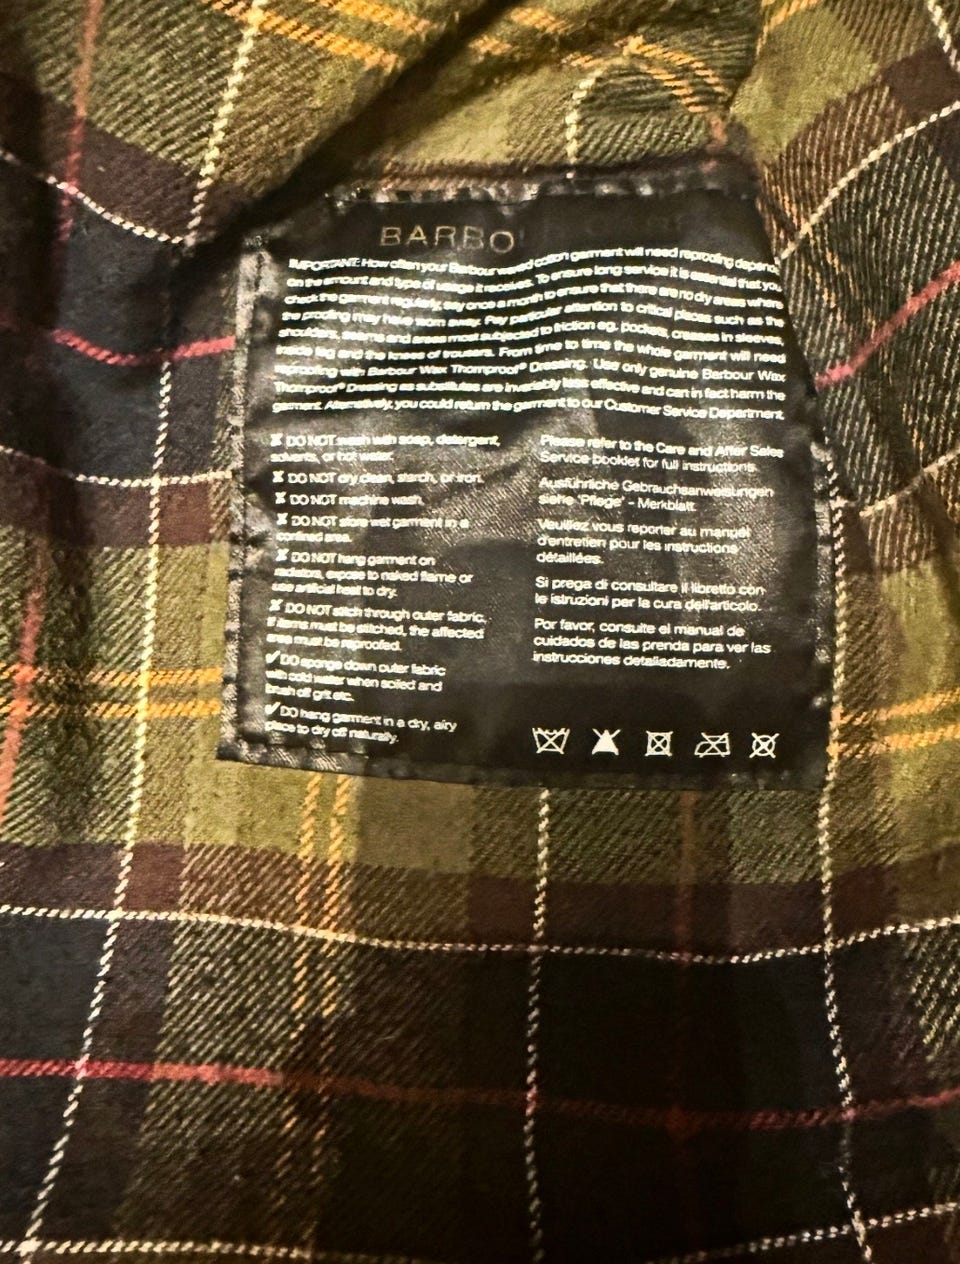 BARBO
IMPORTANT: How often your Barbour waxed cotton garment will need reproofing depends
on the amount and type of usage it receives. To ensure long service it is essential that you
check the garment regularly, say once a month to ensure that there are no dry areas where
the proofing may have worn away. Pay particular attention to critical places such as the
shoulders, seams and areas most subjected to friction eg. pockets, creases in sleeves,
inside leg and the knees of trousers. From time to time the whole garment will need
reproofing with Barbour Wax Thornproof® Dressing. Use only genuine Barbour Wax
Thornproof® Dressing as substitutes are invariably less effective and can in fact harm the
garment. Alternatively, you could return the garment to our Customer Service Department.
✘ DO NOT wash with soap, detergent,
solvents, or hot water.
✘ DO NOT dry clean, starch, or iron.
✘ DO NOT machine wash.
✘ DO NOT store wet garment in a
confined area.
✘ DO NOT hang garment on
radiators, expose to naked flame or
use artificial heat to dry.
✘ DO NOT stitch through outer fabric.
If items must be stitched, the affected
area must be reproofed.
✔ DO sponge down outer fabric
with cold water when soiled and
brush off grit etc.
✔ DO hang garment in a dry, airy
place to dry off naturally.
Please refer to the Care and After Sales
Service booklet for full instructions.
Ausführliche Gebrauchsanweisungen
siehe 'Pflege' - Merkblatt.
Veuillez vous reporter au manuel
d'entretien pour les instructions
détaillées.
Si prega di consultare il libretto con
le istruzioni per la cura dell'articolo.
Por favor, consulte el manual de
cuidados de las prenda para ver las
instrucciones detalladamente.